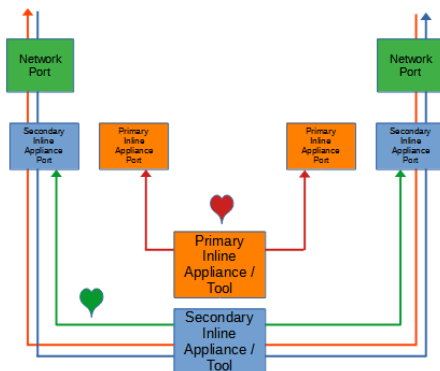 Network
Port
Network
Port
Secondary
Inline
Appliance
Port
Primary
Inline
Appliance
Port
Primary
Inline
Appliance
Port
Secondary
Inline
Appliance
Port
Primary
Inline
Appliance /
Tool
Secondary
Inline
Appliance /
Tool